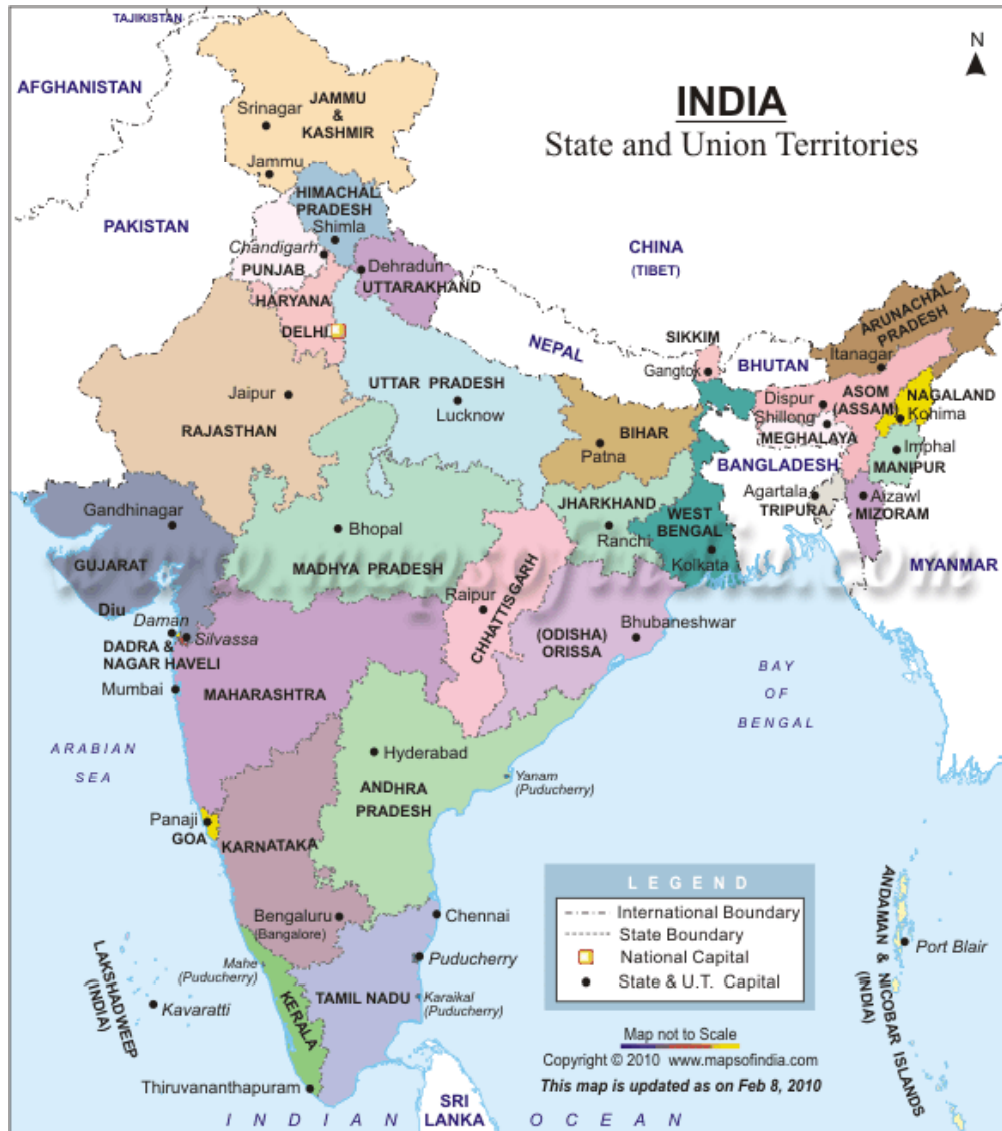 TAJIKISTAN
AFGHANISTAN
N
INDIA
State and Union Territories
JAMMU
&
KASHMIR
Srinagar
Jammu
HIMACHAL
PRADESH
Shimla
PAKISTAN
Chandigarh
PUNJAB
Dehradun
UTTARAKHAND
CHINA
(TIBET)
HARYANA
DELHI
NEPAL
SIKKIM
Gangtok
BHUTAN
ARUNACHAL
PRADESH
Itanagar
Jaipur
RAJASTHAN
UTTAR PRADESH
Lucknow
BIHAR
Patna
Dispur
Shillong
MEGHALAYA
ASOM
(ASSAM)
NAGALAND
Kohima
Imphal
MANIPUR
BANGLADESH
Gandhinagar
GUJARAT
Bhopal
MADHYA PRADESH
JHARKHAND
Ranchi
WEST
BENGAL
Kolkata
Agartala
TRIPURA
Aizawl
MIZORAM
MYANMAR
www.mapsofindia.com
Diu
Daman
Silvassa
DADRA &
NAGAR HAVELI
Mumbai
MAHARASHTRA
Raipur
CHHATTISGARH
(ODISHA)
ORISSA
Bhubaneshwar
BAY
OF
BENGAL
ARABIAN
SEA
Hyderabad
ANDHRA
PRADESH
Yanam
(Puducherry)
Panaji
GOA
KARNATAKA
Bengaluru
(Bangalore)
Chennai
Puducherry
Mahe
(Puducherry)
KERALA
TAMIL NADU
Karaikal
(Puducherry)
LAKSHADWEEP
(INDIA)
Kavaratti
Thiruvananthapuram
SRI
LANKA
INDIAN OCEAN
LEGEND
International Boundary
State Boundary
National Capital
State & U.T. Capital
Map not to Scale
Copyright © 2010 www.mapsofindia.com
This map is updated as on Feb 8, 2010
ANDAMAN & NICOBAR ISLANDS
(INDIA)
Port Blair